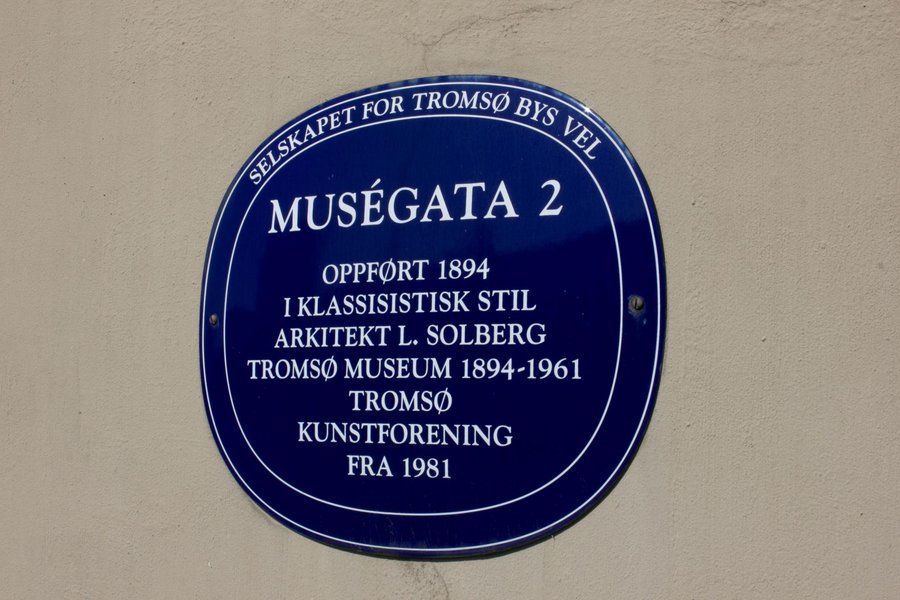 SELSKAPET FOR TROMSØ BYS VEL
MUSÉGATA 2
OPPFØRT 1894
I KLASSISISTISK STIL
ARKITEKT L. SOLBERG
TROMSØ MUSEUM 1894-1961
TROMSØ
KUNSTFORENING
FRA 1981